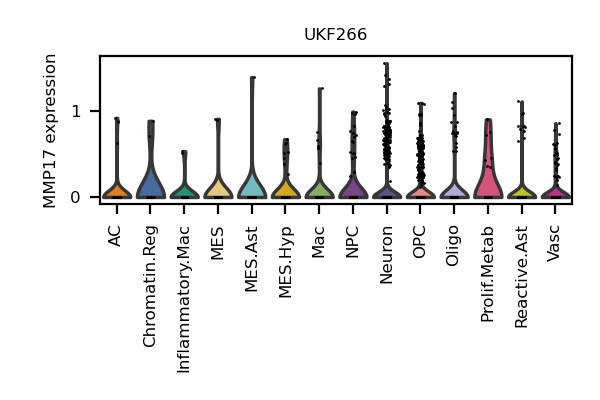 UKF266
MMP17 expression
1
0
AC
Chromatin.Reg
Inflammatory.Mac
MES
MES.Ast
MES.Hyp
Mac
NPC
Neuron
OPC
Oligo
Prolif.Metab
Reactive.Ast
Vasc